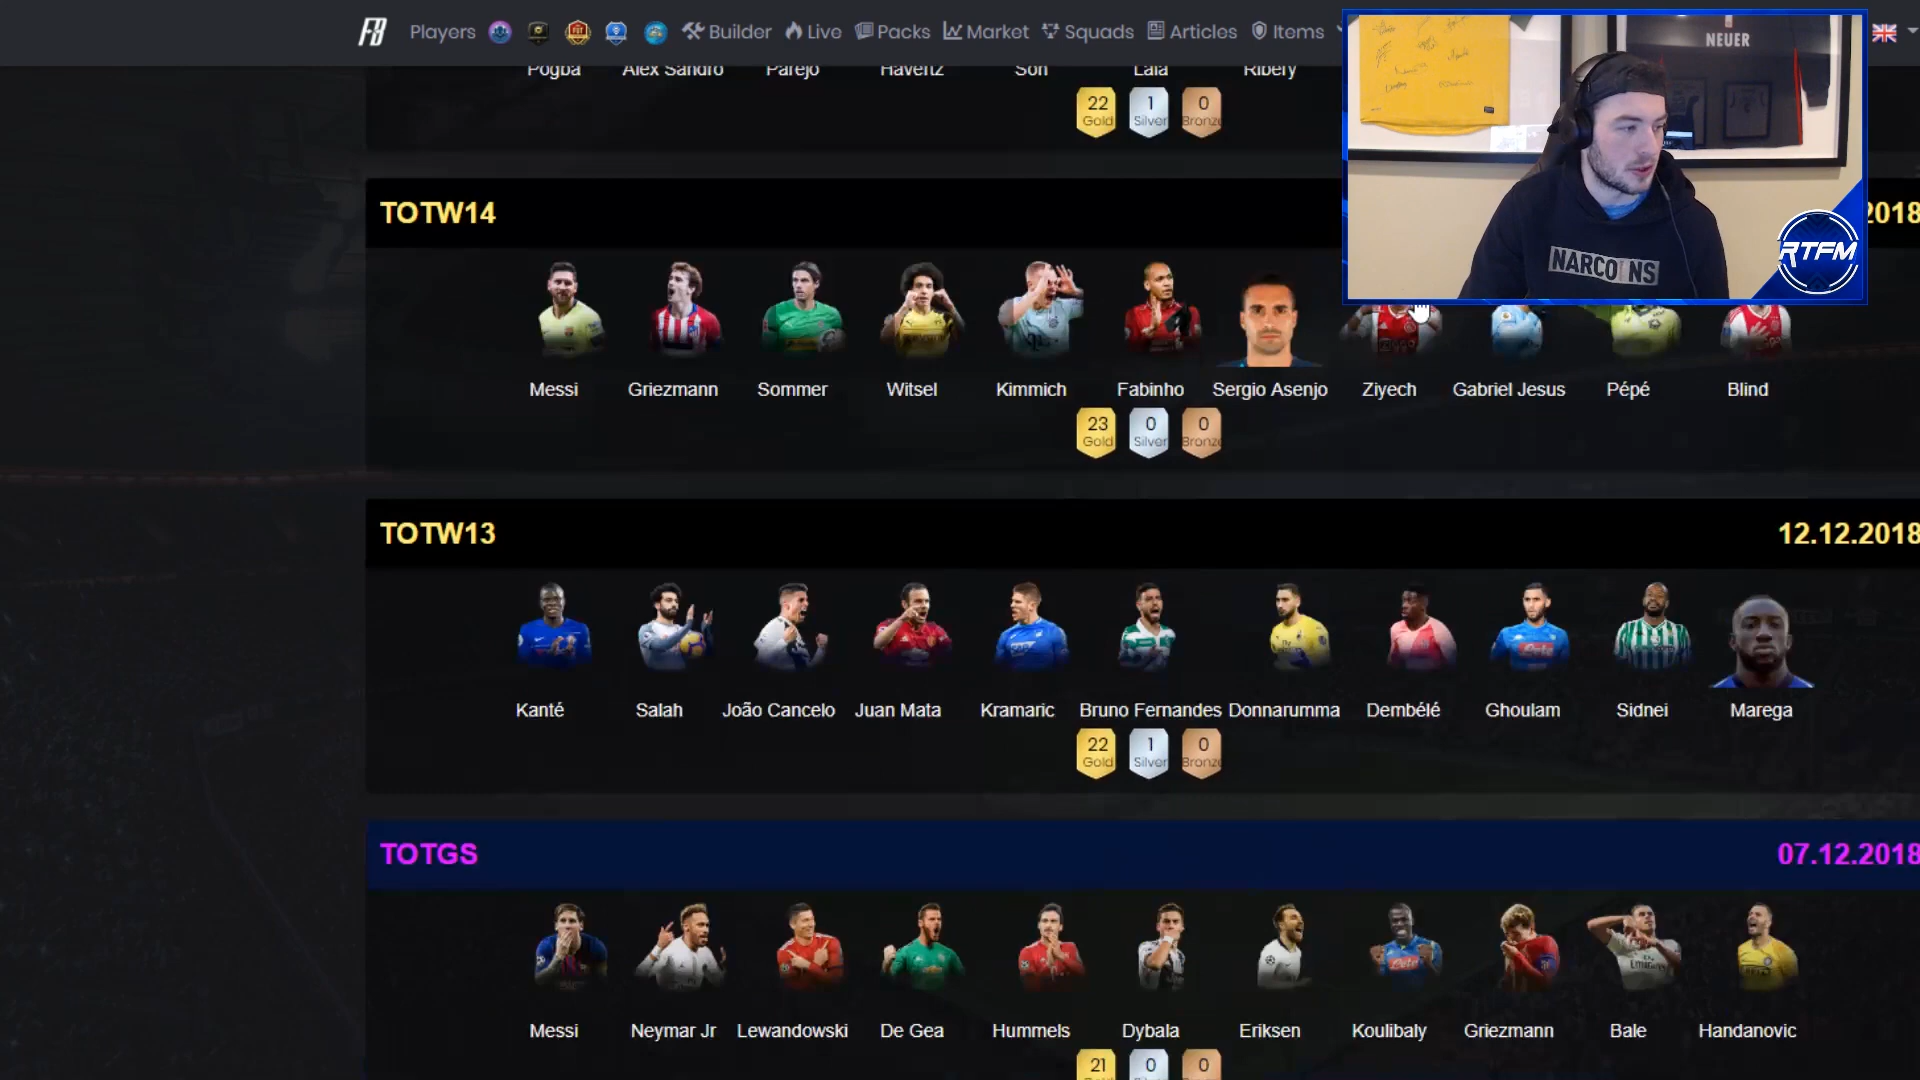 FB Players Builder Live Packs Market Squads Articles Items
NEUER
NARCO NS
RTFM
Pogba Alex Sandro Parejo Havertz Son Lala Ribéry
22 Gold 1 Silver 0 Bronze
TOTW14 2018
Messi Griezmann Sommer Witsel Kimmich Fabinho Sergio Asenjo Ziyech Gabriel Jesus Pépé Blind
23 Gold 0 Silver 0 Bronze
TOTW13 12.12.2018
Kanté Salah João Cancelo Juan Mata Kramaric Bruno Fernandes Donnarumma Dembélé Ghoulam Sidnei Marega
22 Gold 1 Silver 0 Bronze
TOTGS 07.12.2018
Messi Neymar Jr Lewandowski De Gea Hummels Dybala Eriksen Koulibaly Griezmann Bale Handanovic
21 0 0